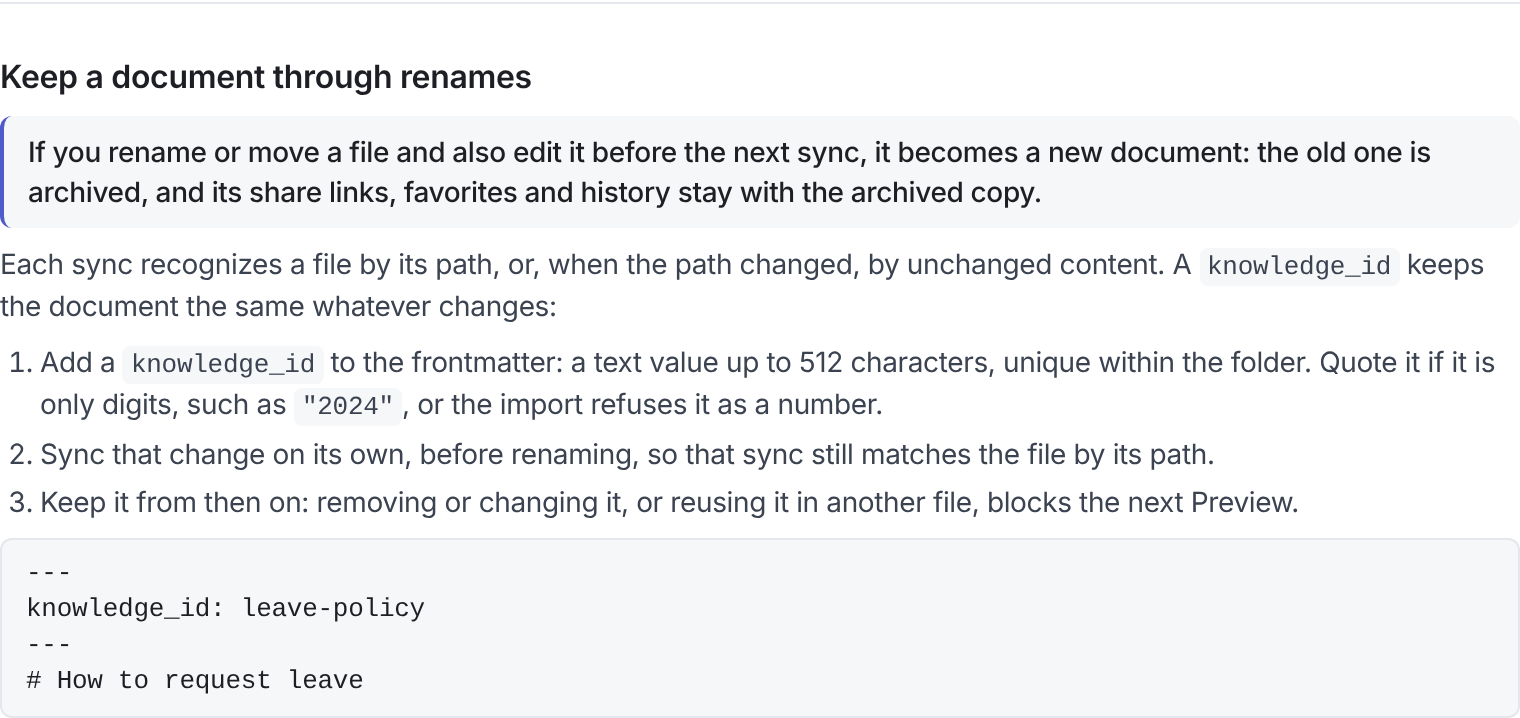 Keep a document through renames
If you rename or move a file and also edit it before the next sync, it becomes a new document: the old one is
archived, and its share links, favorites and history stay with the archived copy.
Each sync recognizes a file by its path, or, when the path changed, by unchanged content. A knowledge_id keeps
the document the same whatever changes:
1. Add a knowledge_id to the frontmatter: a text value up to 512 characters, unique within the folder. Quote it if it is
only digits, such as "2024", or the import refuses it as a number.
2. Sync that change on its own, before renaming, so that sync still matches the file by its path.
3. Keep it from then on: removing or changing it, or reusing it in another file, blocks the next Preview.
---
knowledge_id: leave-policy
---
# How to request leave